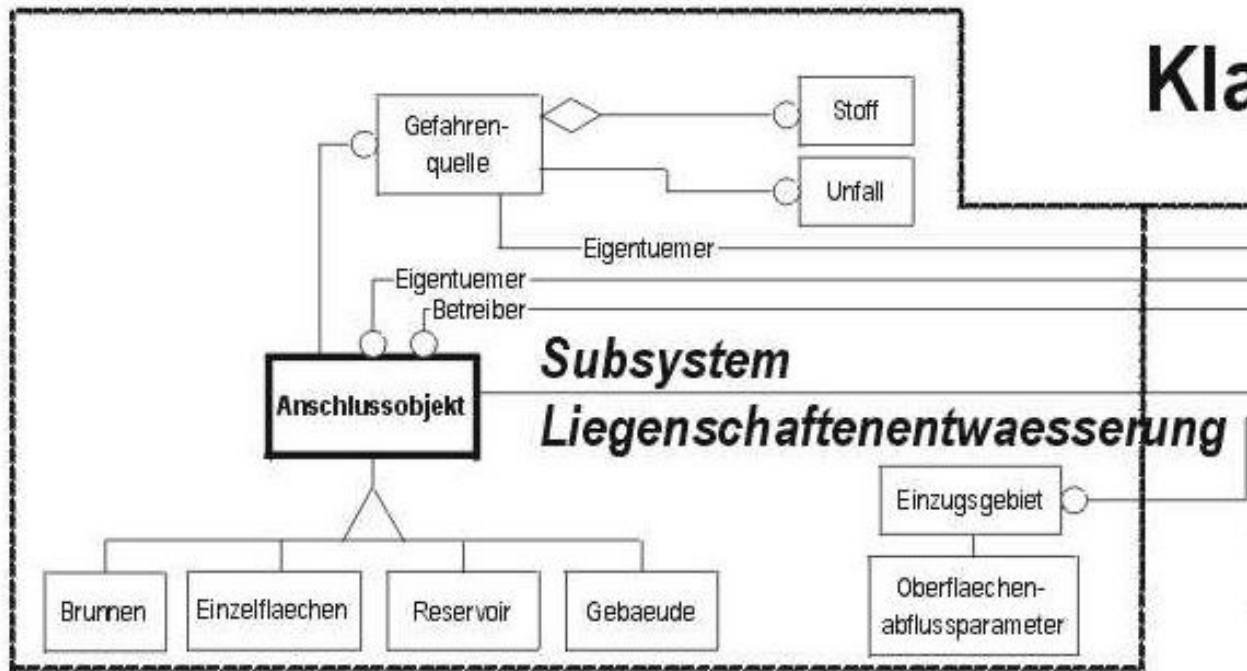 Kla
Gefahren-
quelle
Stoff
Unfall
Eigentuemer
Eigentuemer
Betreiber
Subsystem
Anschlussobjekt
Liegenschaftenentwaesserung
Einzugsgebiet
Oberflaechen-
abflussparameter
Brunnen
Einzelflaechen
Reservoir
Gebaeude